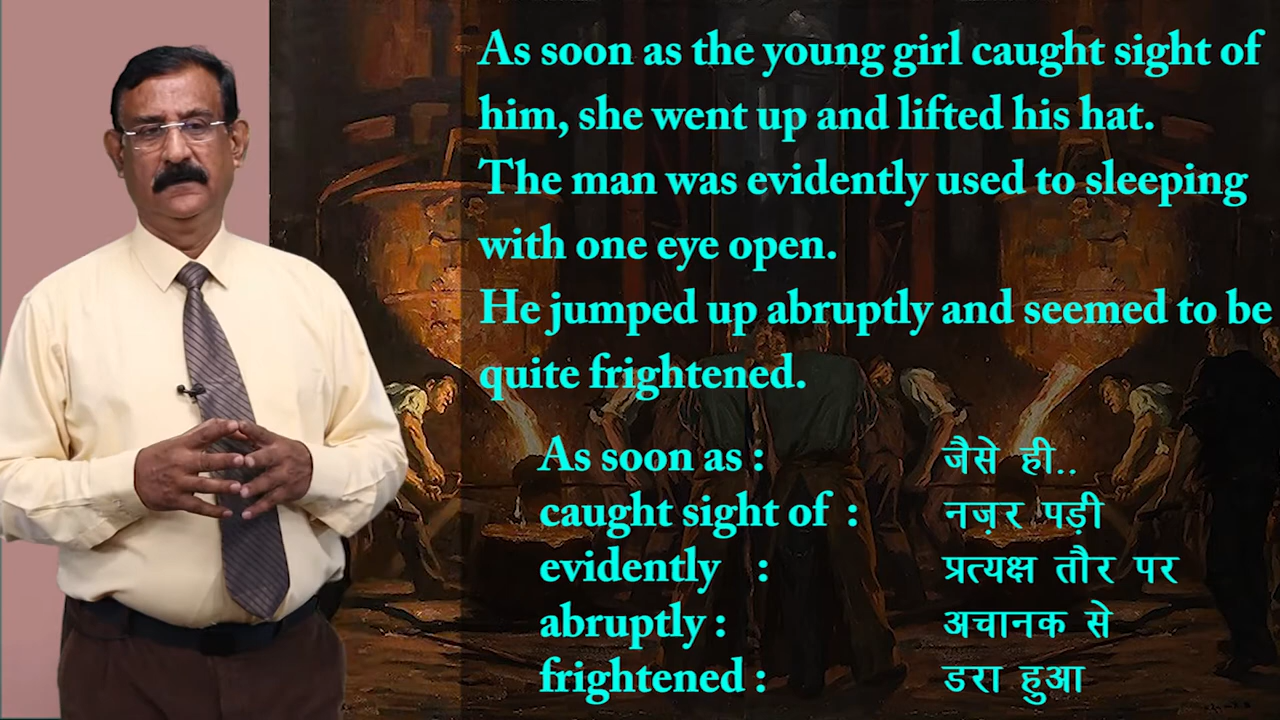 As soon as the young girl caught sight of
him, she went up and lifted his hat.
The man was evidently used to sleeping
with one eye open.
He jumped up abruptly and seemed to be
quite frightened.
As soon as : जैसे ही..
caught sight of : नज़र पड़ी
evidently : प्रत्यक्ष तौर पर
abruptly : अचानक से
frightened : डरा हुआ